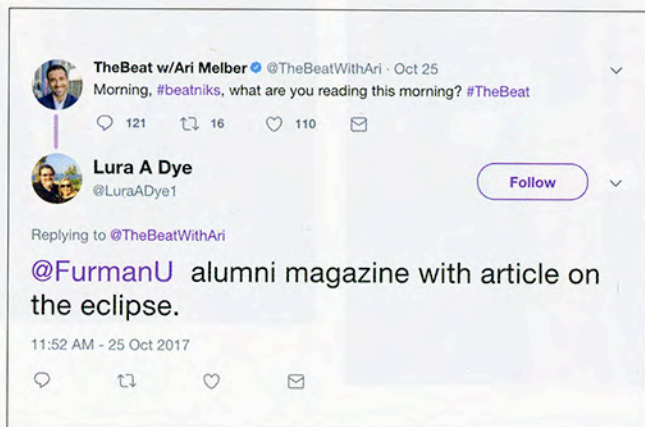 TheBeat w/Ari Melber @TheBeatWithAri · Oct 25
Morning, #beatniks, what are you reading this morning? #TheBeat
121 16 110
Lura A Dye
@LuraADye1
Follow
Replying to @TheBeatWithAri
@FurmanU alumni magazine with article on
the eclipse.
11:52 AM - 25 Oct 2017